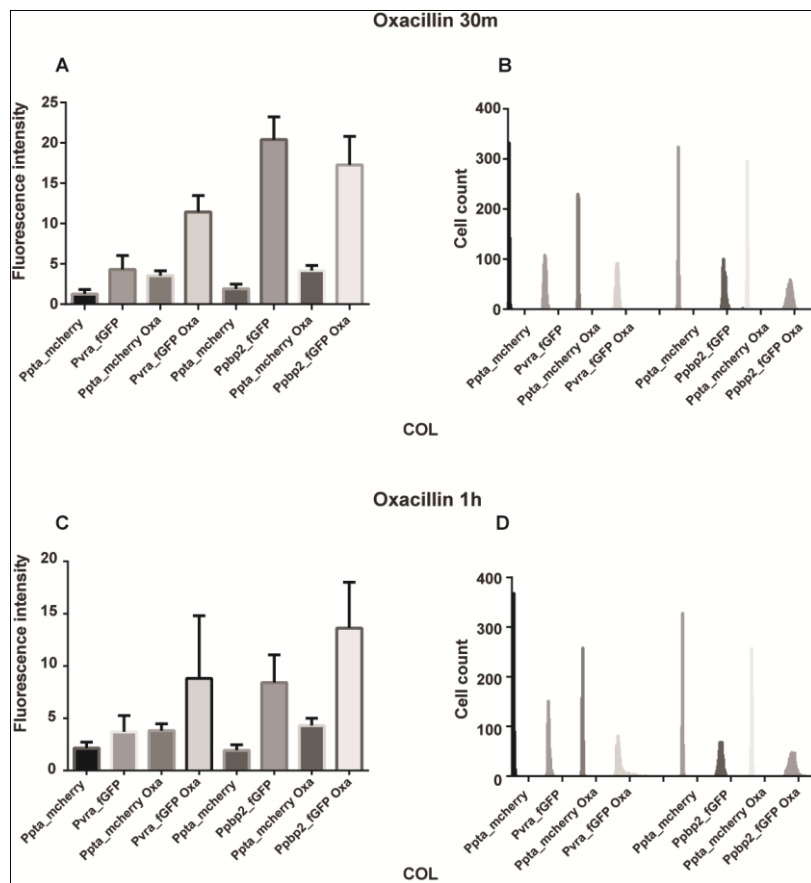 Oxacillin 30m
A
B
Fluorescence intensity
25
20
15
10
5
0
Ppta_mcherry
Pvra_fGFP
Ppta_mcherry Oxa
Pvra_fGFP Oxa
Ppta_mcherry
Ppbp2_fGFP
Ppta_mcherry Oxa
Ppbp2_fGFP Oxa
Cell count
400
300
200
100
0
Ppta_mcherry
Pvra_fGFP
Ppta_mcherry Oxa
Pvra_fGFP Oxa
Ppta_mcherry
Ppbp2_fGFP
Ppta_mcherry Oxa
Ppbp2_fGFP Oxa
COL
Oxacillin 1h
C
D
Fluorescence intensity
20
15
10
5
0
Ppta_mcherry
Pvra_fGFP
Ppta_mcherry Oxa
Pvra_fGFP Oxa
Ppta_mcherry
Ppbp2_fGFP
Ppta_mcherry Oxa
Ppbp2_fGFP Oxa
Cell count
400
300
200
100
0
Ppta_mcherry
Pvra_fGFP
Ppta_mcherry Oxa
Pvra_fGFP Oxa
Ppta_mcherry
Ppbp2_fGFP
Ppta_mcherry Oxa
Ppbp2_fGFP Oxa
COL